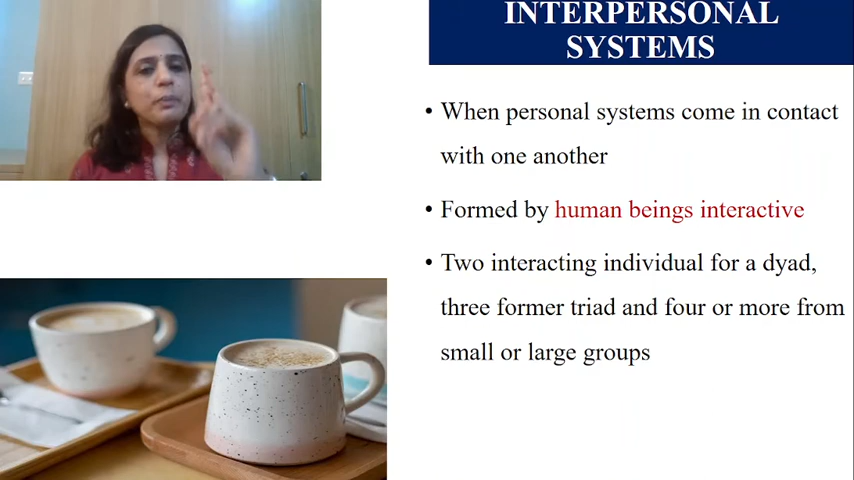 INTERPERSONAL
SYSTEMS
• When personal systems come in contact
with one another
• Formed by human beings interactive
• Two interacting individual for a dyad,
three former triad and four or more from
small or large groups